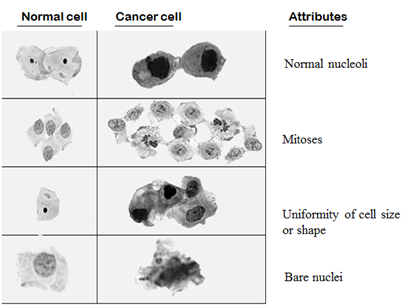 Normal cell Cancer cell Attributes
Normal nucleoli
Mitoses
Uniformity of cell size
or shape
Bare nuclei